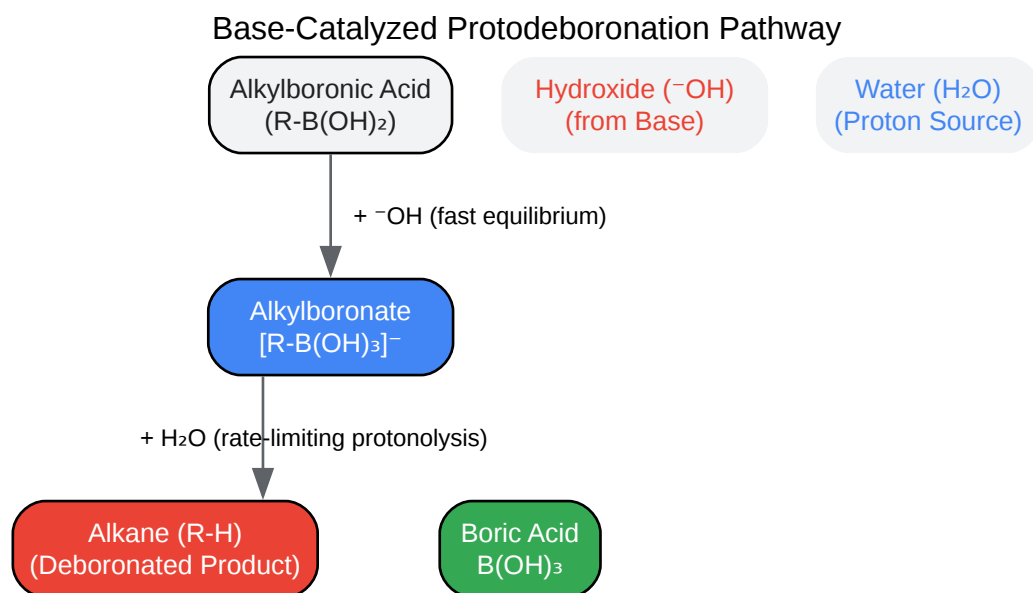 Base-Catalyzed Protodeboronation Pathway
Alkylboronic Acid
(R-B(OH)₂)
Hydroxide (⁻OH)
(from Base)
Water (H₂O)
(Proton Source)
+ ⁻OH (fast equilibrium)
Alkylboronate
[R-B(OH)₃]⁻
+ H₂O (rate-limiting protonolysis)
Alkane (R-H)
(Deboronated Product)
Boric Acid
B(OH)₃